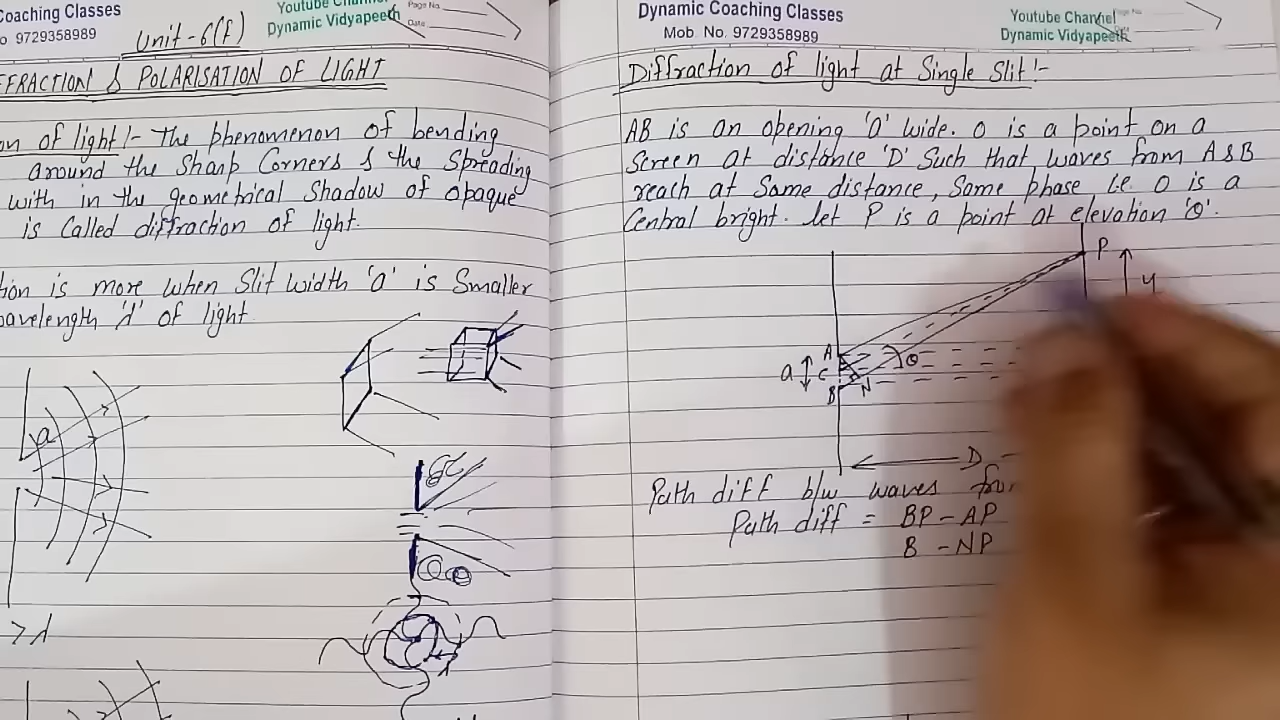 Coaching Classes
o 9729358989
Unit-6(f)
Youtube Channel
Dynamic Vidyapeeth
Page No.
Date
FFRACTION & POLARISATION OF LIGHT
on of light!- The phenomenon of bending
around the Sharp Corners & the Spreading
with in the geometrical Shadow of opaque
is Called diffraction of light.
tion is more when Slit width 'a' is Smaller
wavelength 'λ' of light
a
> λ
Dynamic Coaching Classes
Mob No. 9729358989
Youtube Channel
Dynamic Vidyapeeth
Diffraction of light at Single Slit!-
AB is an opening 'a' wide. O is a point on a
Screen at distance 'D' Such that waves from A & B
reach at Same distance, Same phase i.e. O is a
Central bright. let P is a point at elevation 'θ'.
P
y
A
a C θ
B N
D
Path diff b/w waves from
Path diff = BP - AP
B - NP